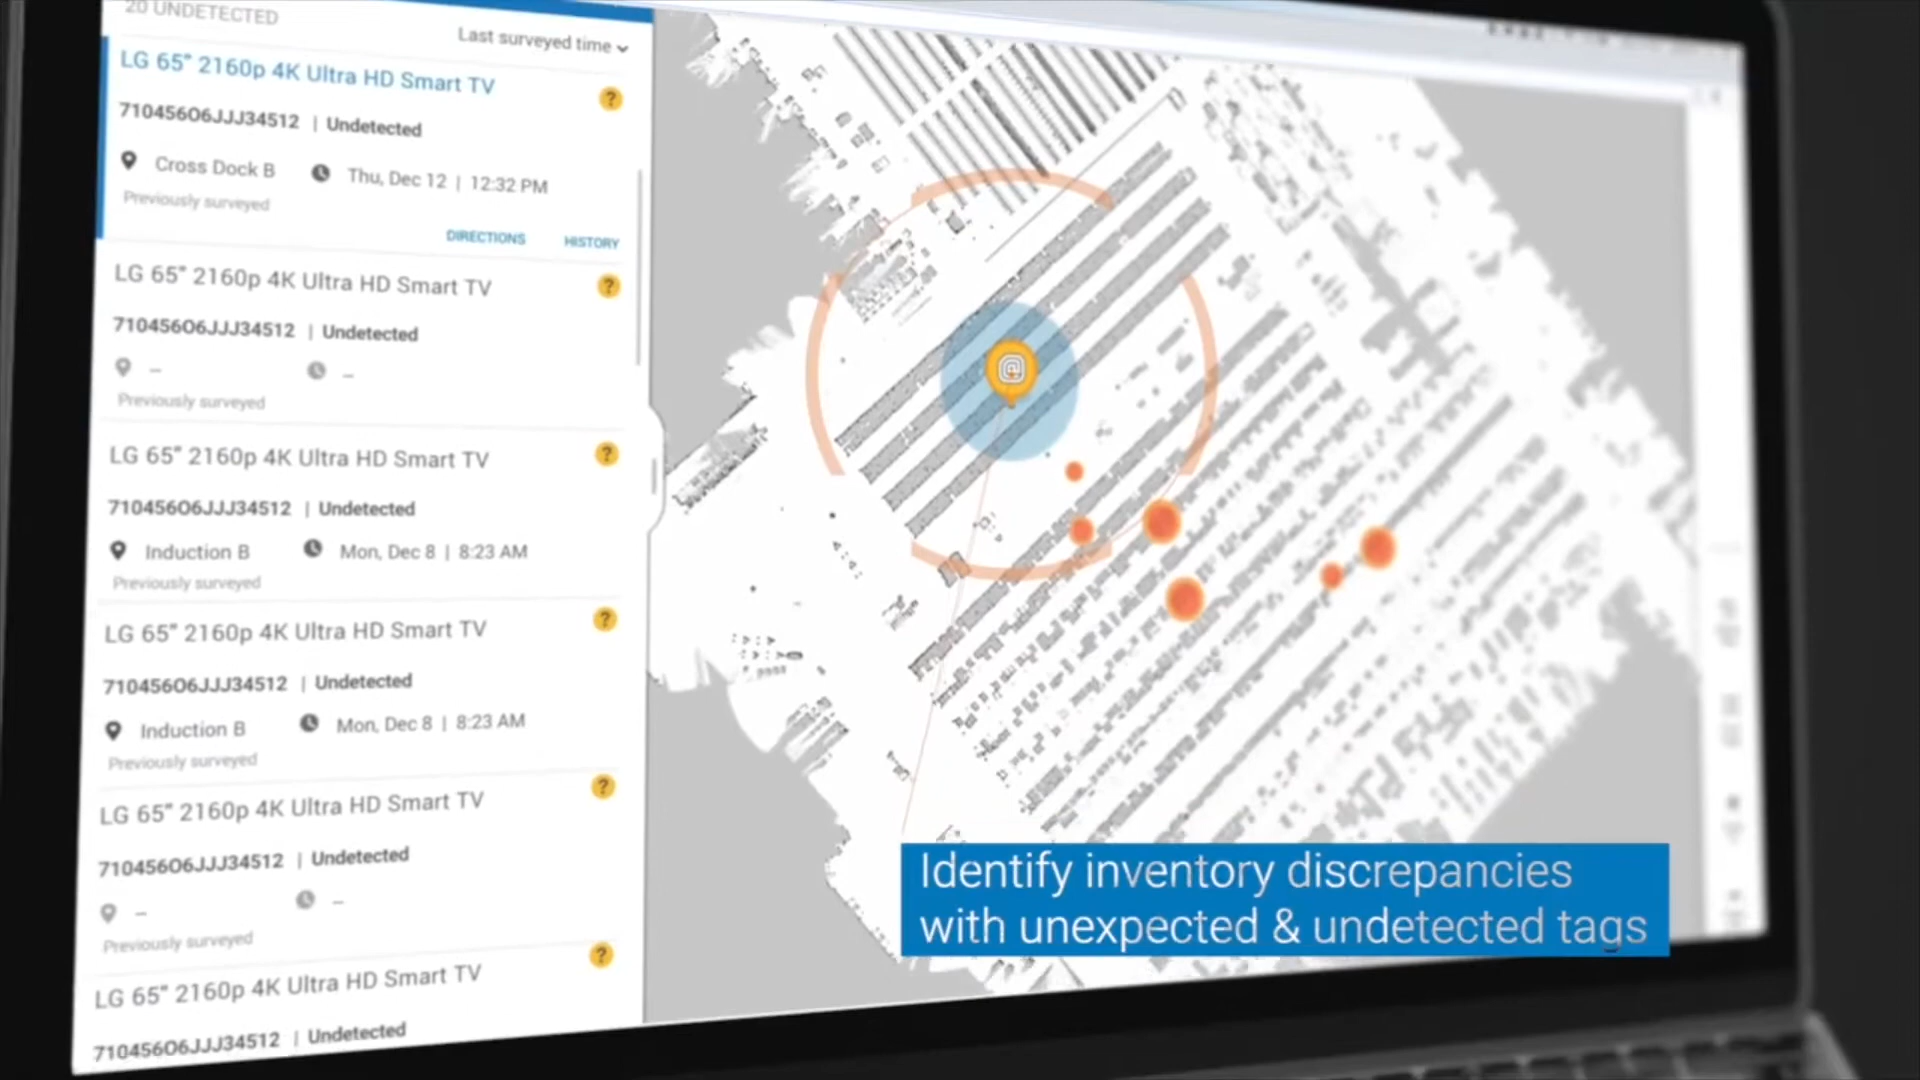 20 UNDETECTED
Last surveyed time
LG 65" 2160p 4K Ultra HD Smart TV
?
71045606JJJ34512 | Undetected
Cross Dock B
Thu, Dec 12 | 12:32 PM
Previously surveyed
DIRECTIONS
HISTORY
LG 65" 2160p 4K Ultra HD Smart TV
?
71045606JJJ34512 | Undetected
–
–
Previously surveyed
LG 65" 2160p 4K Ultra HD Smart TV
?
71045606JJJ34512 | Undetected
Induction B
Mon, Dec 8 | 8:23 AM
Previously surveyed
LG 65" 2160p 4K Ultra HD Smart TV
?
71045606JJJ34512 | Undetected
Induction B
Mon, Dec 8 | 8:23 AM
Previously surveyed
LG 65" 2160p 4K Ultra HD Smart TV
?
71045606JJJ34512 | Undetected
–
–
Previously surveyed
LG 65" 2160p 4K Ultra HD Smart TV
?
71045606JJJ34512 | Undetected
Identify inventory discrepancies
with unexpected & undetected tags